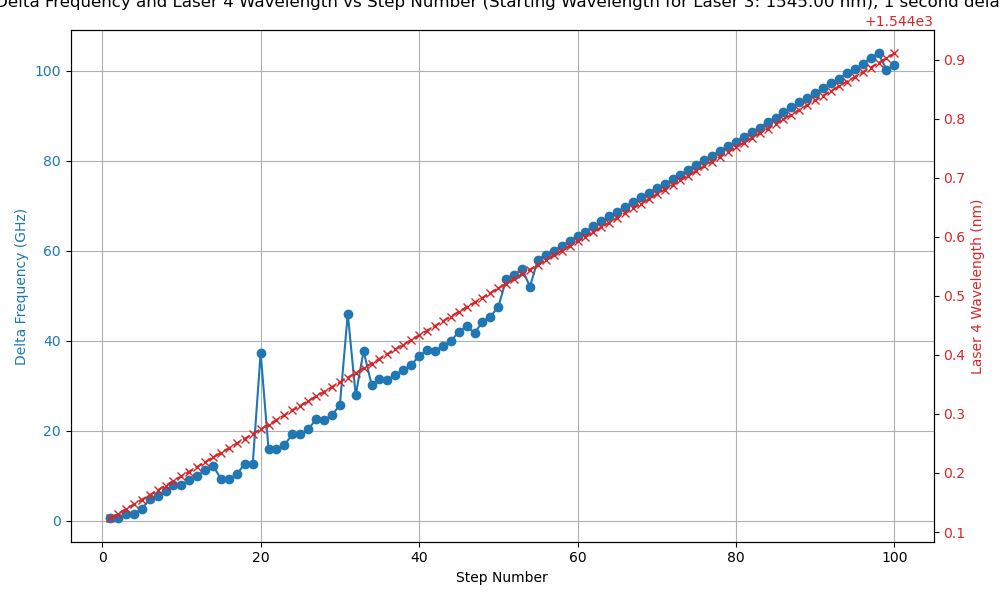 Delta Frequency and Laser 4 Wavelength vs Step Number (Starting Wavelength for Laser 3: 1545.00 nm), 1 second dela
+1.544e3
100
80
60
40
20
0
Delta Frequency (GHz)
0.9
0.8
0.7
0.6
0.5
0.4
0.3
0.2
0.1
Laser 4 Wavelength (nm)
0 20 40 60 80 100
Step Number